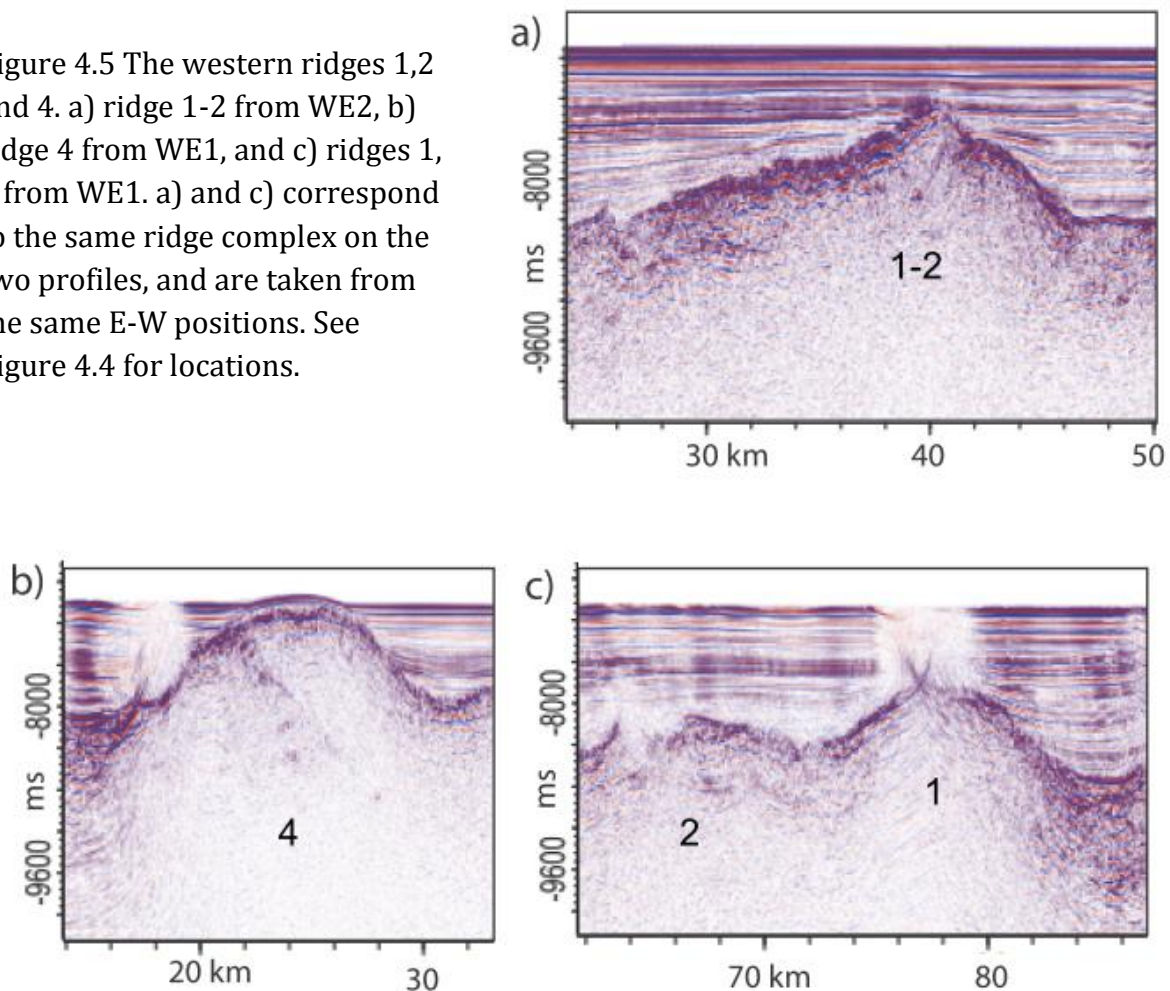 igure 4.5 The western ridges 1,2
nd 4. a) ridge 1-2 from WE2, b)
idge 4 from WE1, and c) ridges 1,
from WE1. a) and c) correspond
o the same ridge complex on the
wo profiles, and are taken from
he same E-W positions. See
igure 4.4 for locations.
a)
-8000
ms
-9600
1-2
30 km 40 50
b)
-8000
ms
-9600
4
20 km 30
c)
-8000
ms
-9600
2
1
70 km 80